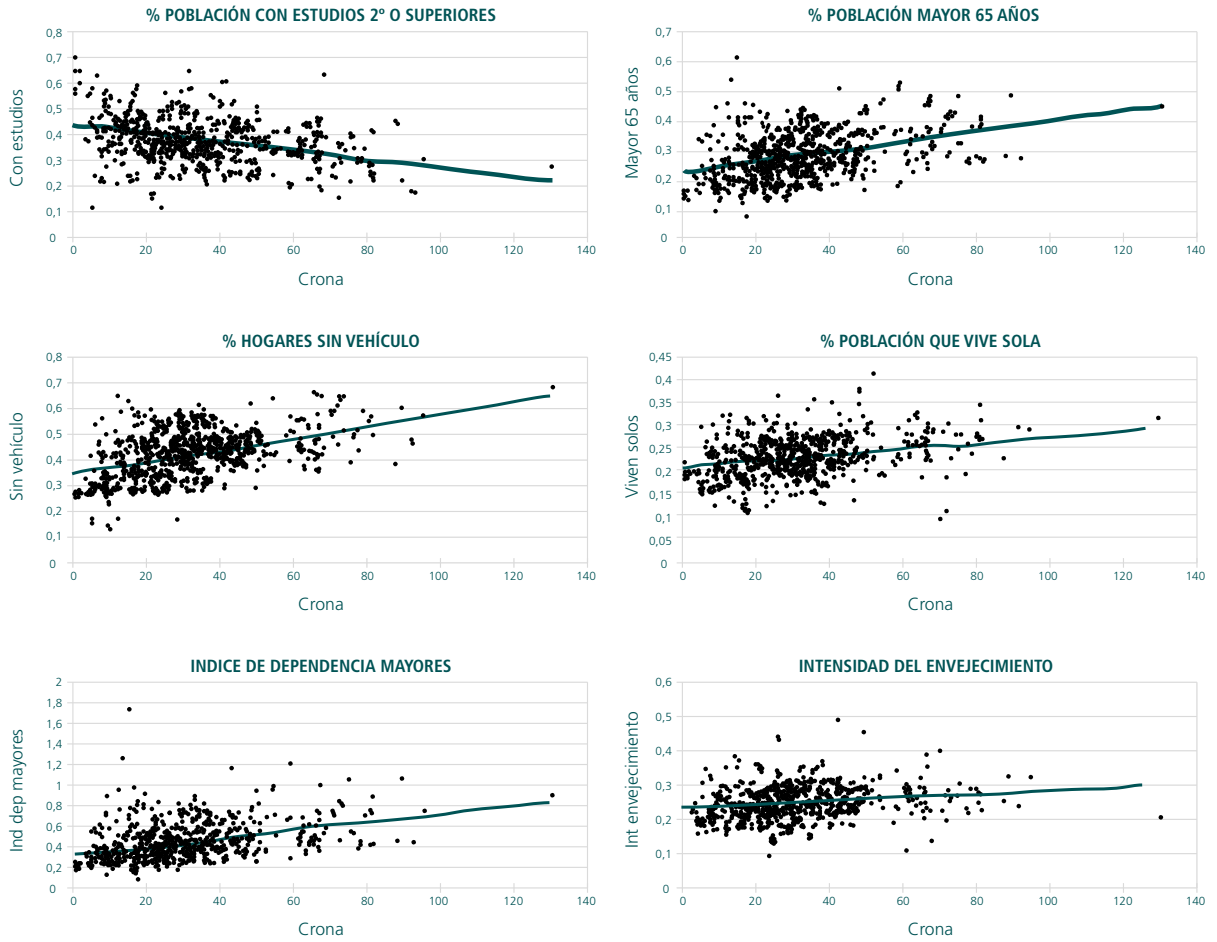 % POBLACIÓN CON ESTUDIOS 2º O SUPERIORES
Con estudios
0,8
0,7
0,6
0,5
0,4
0,3
0,2
0,1
0
0 20 40 60 80 100 120 140
Crona
% POBLACIÓN MAYOR 65 AÑOS
Mayor 65 años
0,7
0,6
0,5
0,4
0,3
0,2
0,1
0
0 20 40 60 80 100 120 140
Crona
% HOGARES SIN VEHÍCULO
Sin vehículo
0,8
0,7
0,6
0,5
0,4
0,3
0,2
0,1
0
0 20 40 60 80 100 120 140
Crona
% POBLACIÓN QUE VIVE SOLA
Viven solos
0,45
0,4
0,35
0,3
0,25
0,2
0,15
0,1
0,05
0
0 20 40 60 80 100 120 140
Crona
INDICE DE DEPENDENCIA MAYORES
Ind dep mayores
2
1,8
1,6
1,4
1,2
1
0,8
0,6
0,4
0,2
0
0 20 40 60 80 100 120 140
Crona
INTENSIDAD DEL ENVEJECIMIENTO
Int envejecimiento
0,6
0,5
0,4
0,3
0,2
0,1
0
0 20 40 60 80 100 120 140
Crona